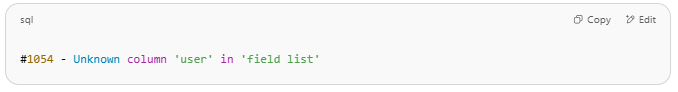 sql
Copy
Edit
#1054 - Unknown column 'user' in 'field list'